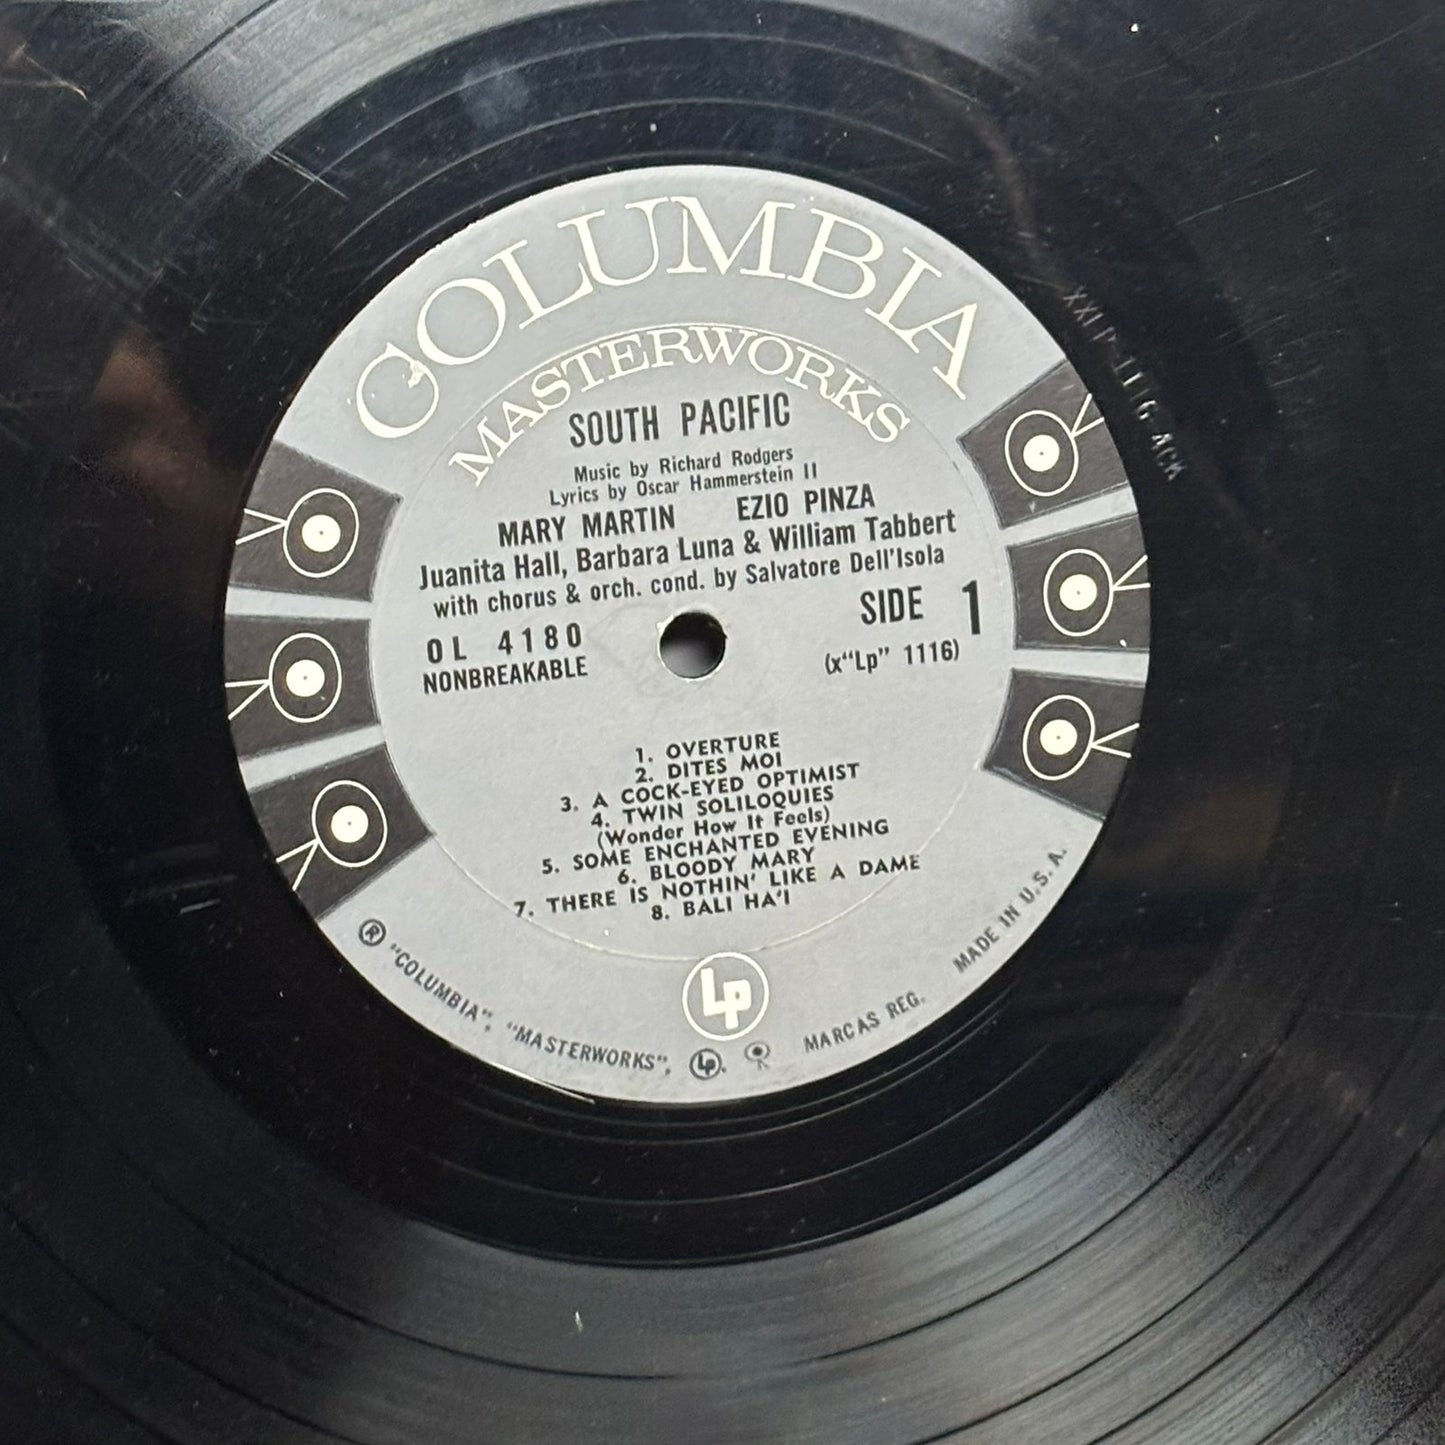 COLUMBIA
MASTERWORKS
SOUTH PACIFIC
Music by Richard Rodgers
Lyrics by Oscar Hammerstein II
MARY MARTIN EZIO PINZA
Juanita Hall, Barbara Luna & William Tabbert
with chorus & orch. cond. by Salvatore Dell'Isola
OL 4180 SIDE 1
NONBREAKABLE (x"Lp" 1116)
1. OVERTURE
2. DITES MOI
3. A COCK-EYED OPTIMIST
4. TWIN SOLILOQUIES
(Wonder How It Feels)
5. SOME ENCHANTED EVENING
6. BLOODY MARY
7. THERE IS NOTHIN' LIKE A DAME
8. BALI HA'I
Lp
® "COLUMBIA", "MASTERWORKS", Lp, MARCAS REG. MADE IN U.S.A.
XXLP 1116